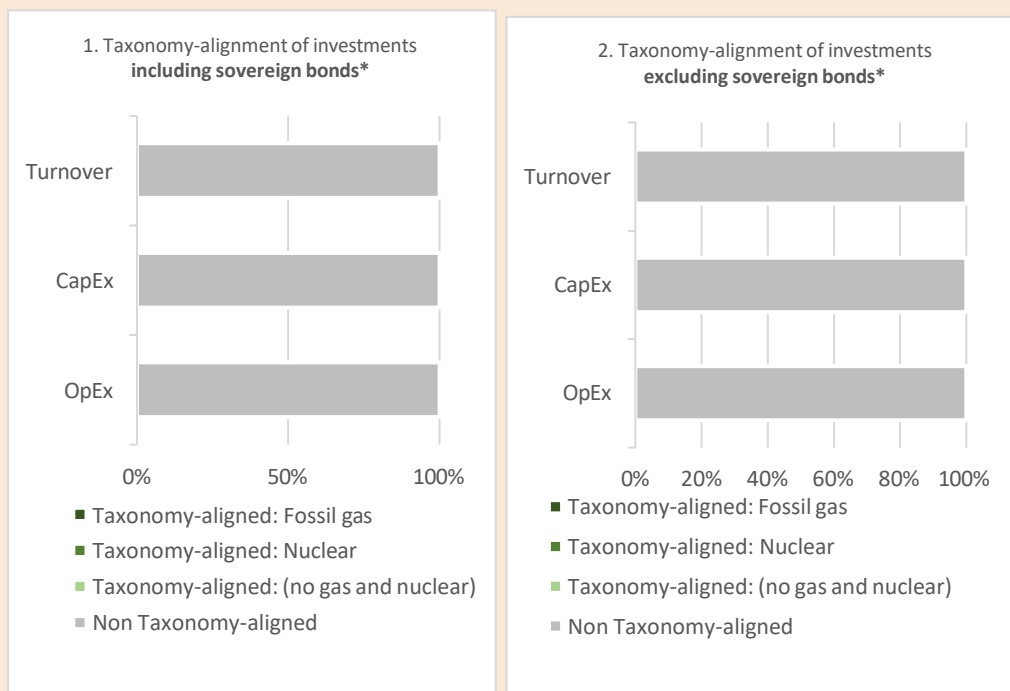 1. Taxonomy-alignment of investments
including sovereign bonds*
Turnover
CapEx
OpEx
0% 50% 100%
Taxonomy-aligned: Fossil gas
Taxonomy-aligned: Nuclear
Taxonomy-aligned: (no gas and nuclear)
Non Taxonomy-aligned
2. Taxonomy-alignment of investments
excluding sovereign bonds*
Turnover
CapEx
OpEx
0% 20% 40% 60% 80% 100%
Taxonomy-aligned: Fossil gas
Taxonomy-aligned: Nuclear
Taxonomy-aligned: (no gas and nuclear)
Non Taxonomy-aligned